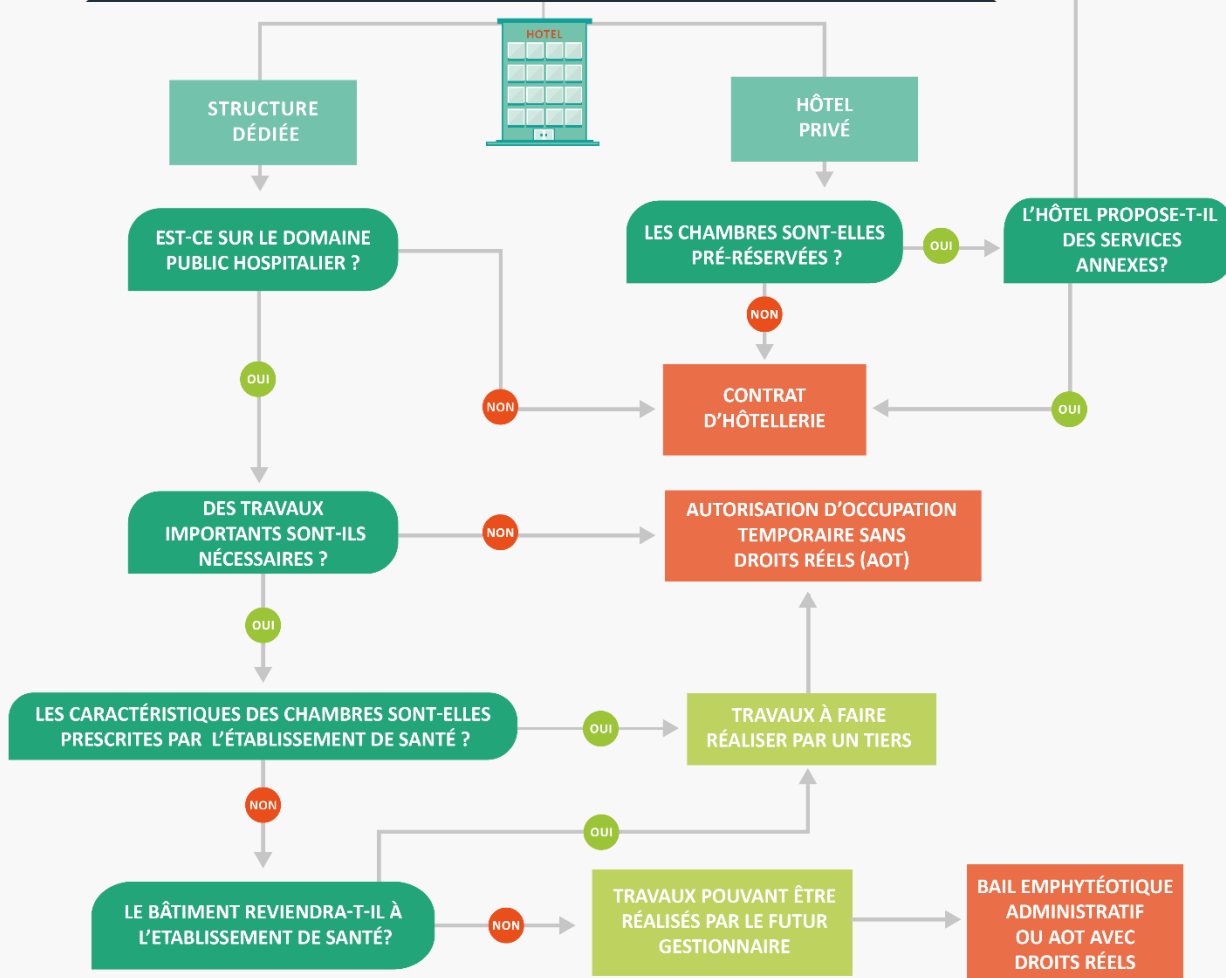 HOTEL
STRUCTURE
DÉDIÉE
HÔTEL
PRIVÉ
EST-CE SUR LE DOMAINE
PUBLIC HOSPITALIER ?
LES CHAMBRES SONT-ELLES
PRÉ-RÉSERVÉES ?
OUI
L'HÔTEL PROPOSE-T-IL
DES SERVICES
ANNEXES?
NON
OUI
NON
CONTRAT
D'HÔTELLERIE
OUI
DES TRAVAUX
IMPORTANTS SONT-ILS
NÉCESSAIRES ?
NON
AUTORISATION D'OCCUPATION
TEMPORAIRE SANS
DROITS RÉELS (AOT)
OUI
LES CARACTÉRISTIQUES DES CHAMBRES SONT-ELLES
PRESCRITES PAR L'ÉTABLISSEMENT DE SANTÉ ?
OUI
TRAVAUX À FAIRE
RÉALISER PAR UN TIERS
NON
OUI
LE BÂTIMENT REVIENDRA-T-IL À
L'ETABLISSEMENT DE SANTÉ?
NON
TRAVAUX POUVANT ÊTRE
RÉALISÉS PAR LE FUTUR
GESTIONNAIRE
BAIL EMPHYTÉOTIQUE
ADMINISTRATIF
OU AOT AVEC
DROITS RÉELS